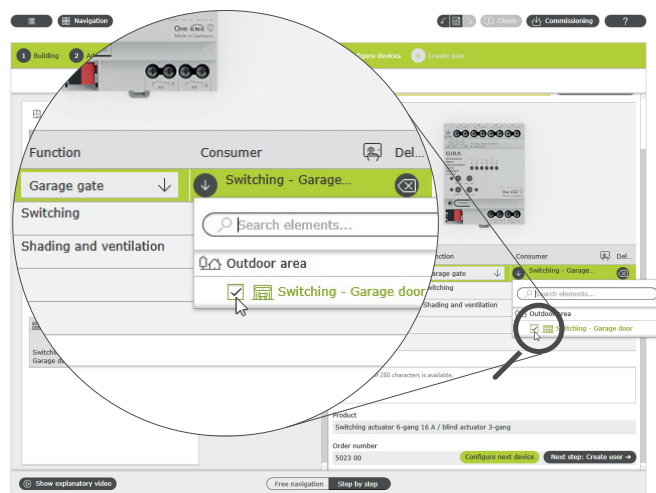 Navigation
Check
Commissioning
?
1 Building
2
figure devices
Create user
One KNX
Made in Germany
A5
A6
Function
Consumer
Del...
Garage gate
Switching - Garage...
Switching
Search elements...
Shading and ventilation
Outdoor area
Switching - Garage door
GIRA
One KNX
Consumer
Del...
Switching - Garage...
Search elements...
Shading and ventilation
Outdoor area
Switching - Garage door
280 characters is available.
Product
Switching actuator 6-gang 16 A / blind actuator 3-gang
Order number
5023 00
Configure next device
Next step: Create user →
Show explanatory video
Free navigation
Step by step